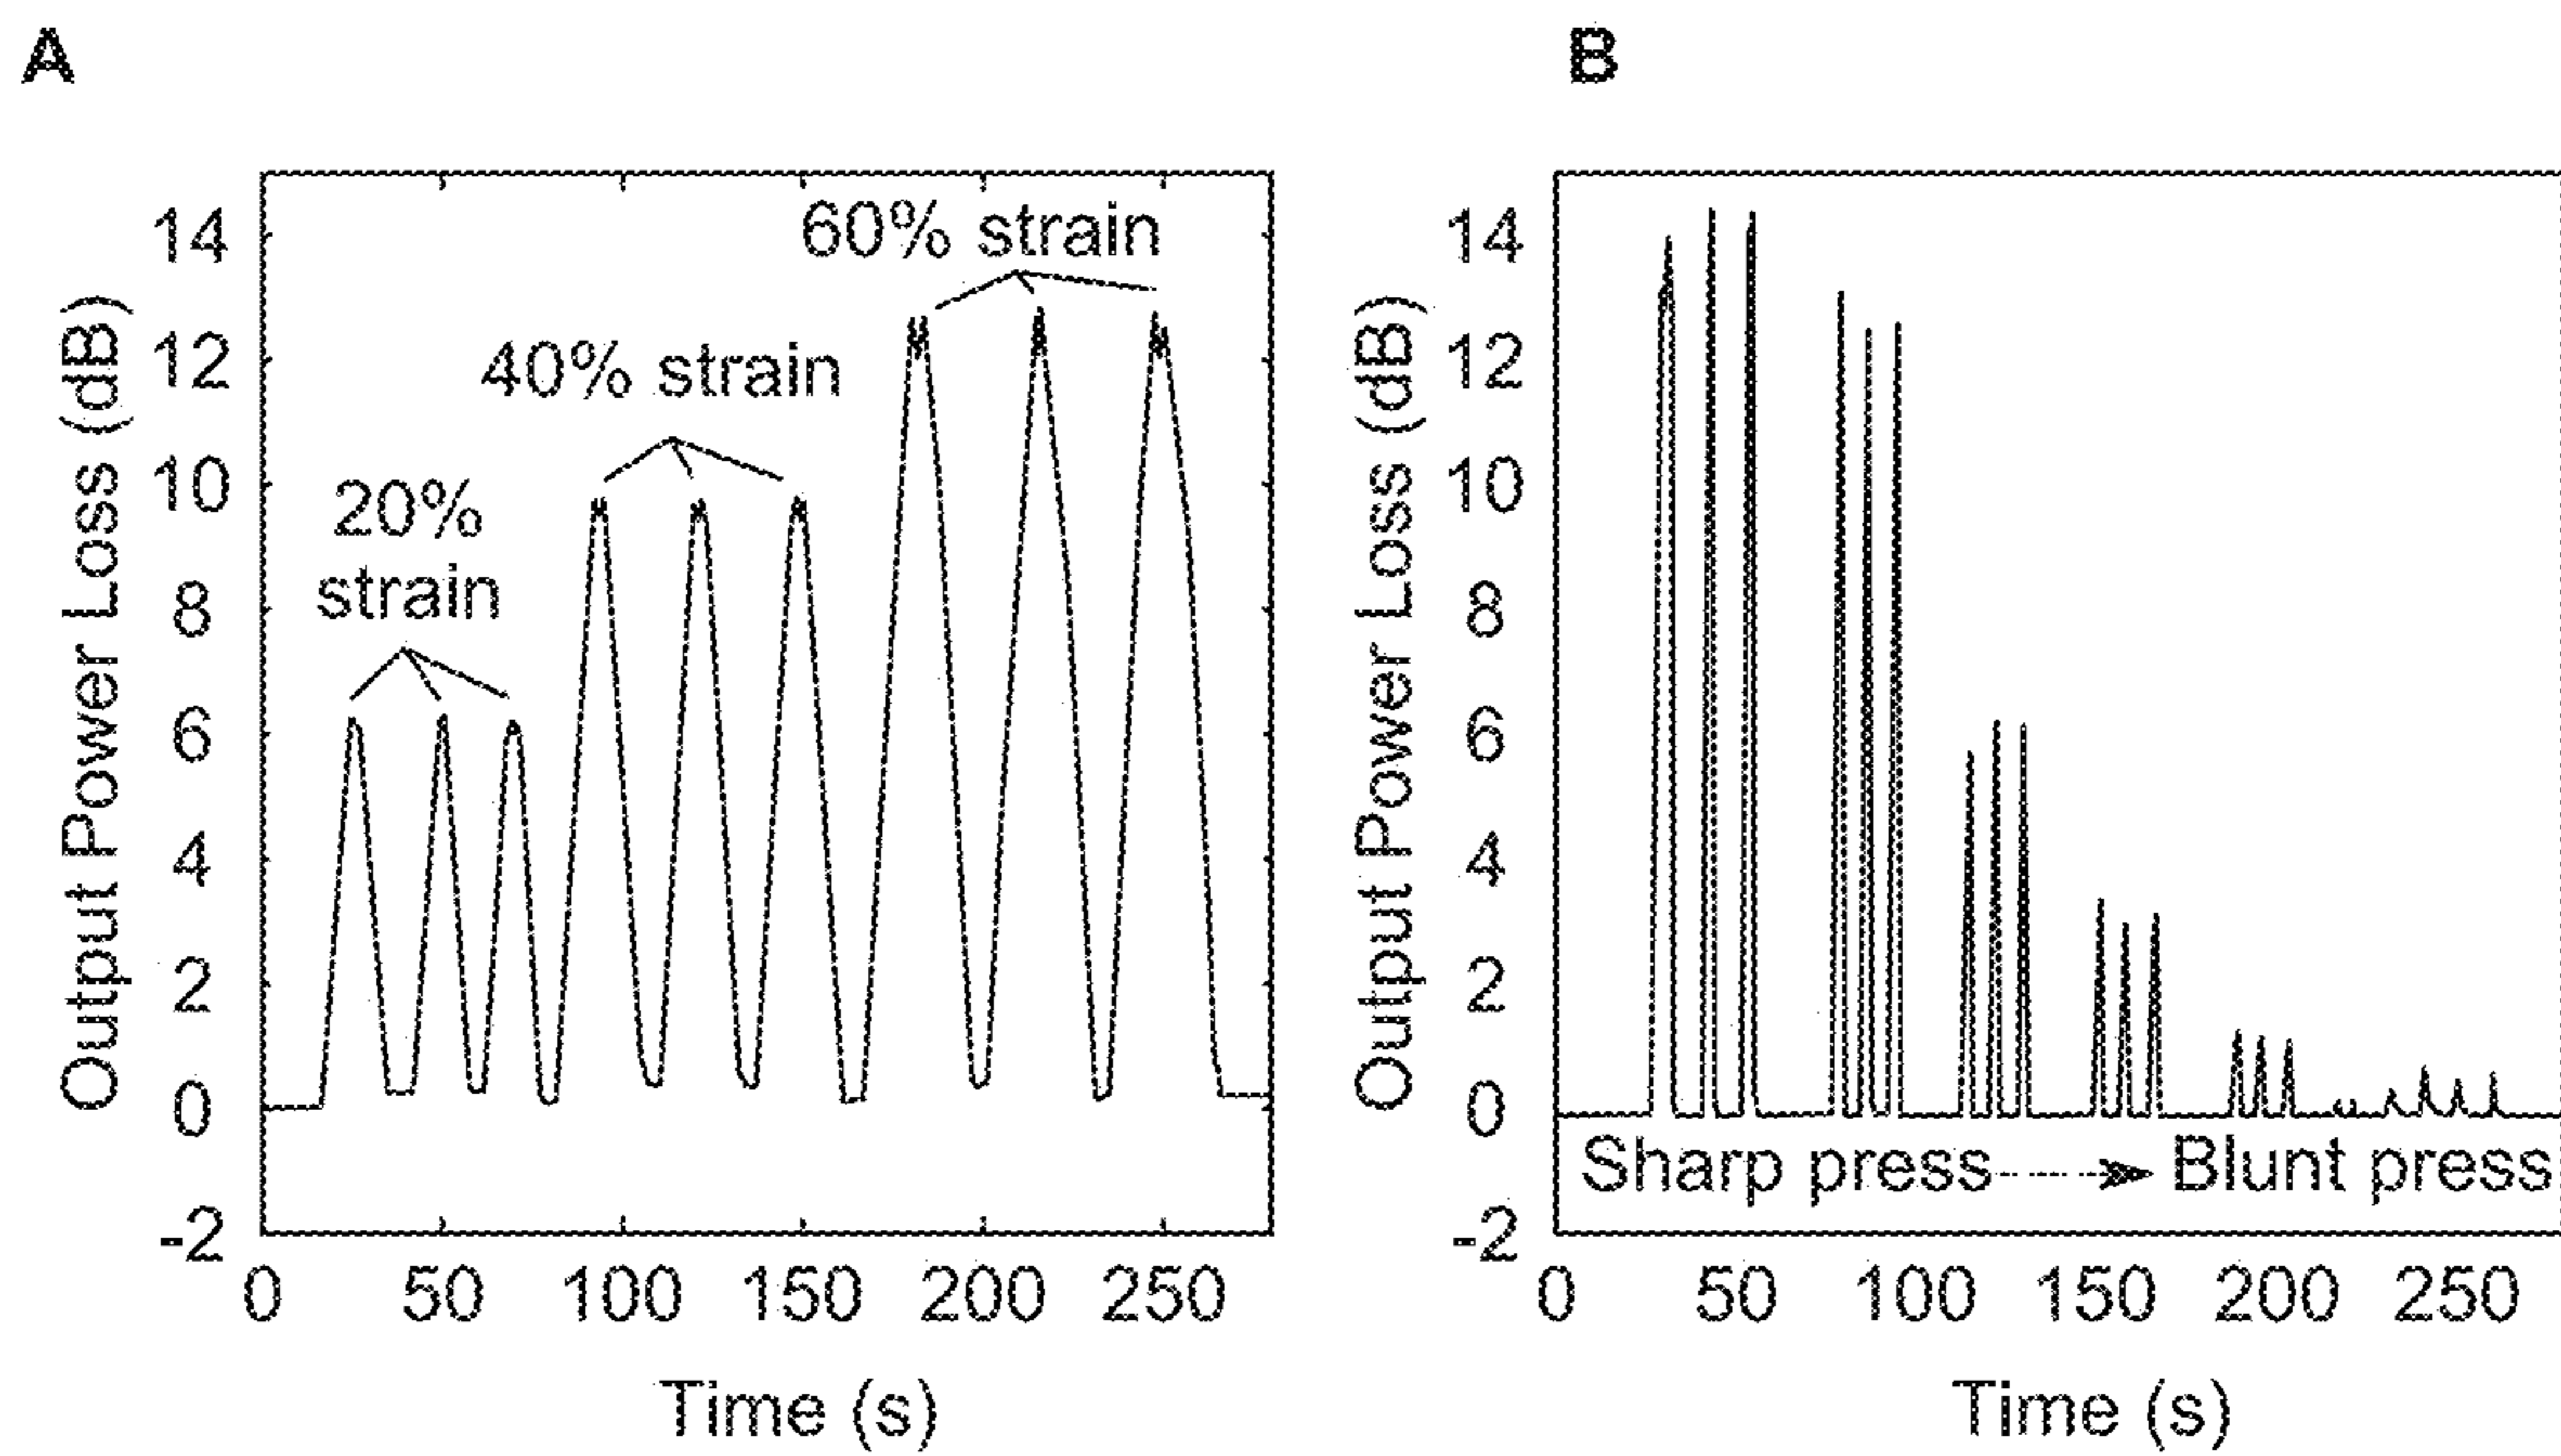 A
Output Power Loss (dB)
14
12
10
8
6
4
2
0
-2
20%
strain
40% strain
60% strain
0 50 100 150 200 250
Time (s)
B
Output Power Loss (dB)
14
12
10
8
6
4
2
0
-2
Sharp press Blunt press
0 50 100 150 200 250
Time (s)